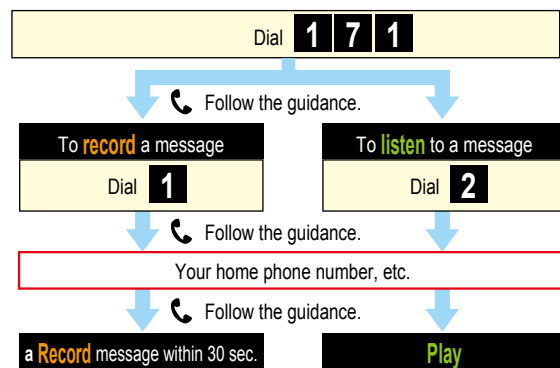 Dial 1 7 1
Follow the guidance.
To record a message
To listen to a message
Dial 1
Dial 2
Follow the guidance.
Your home phone number, etc.
Follow the guidance.
a Record message within 30 sec.
Play